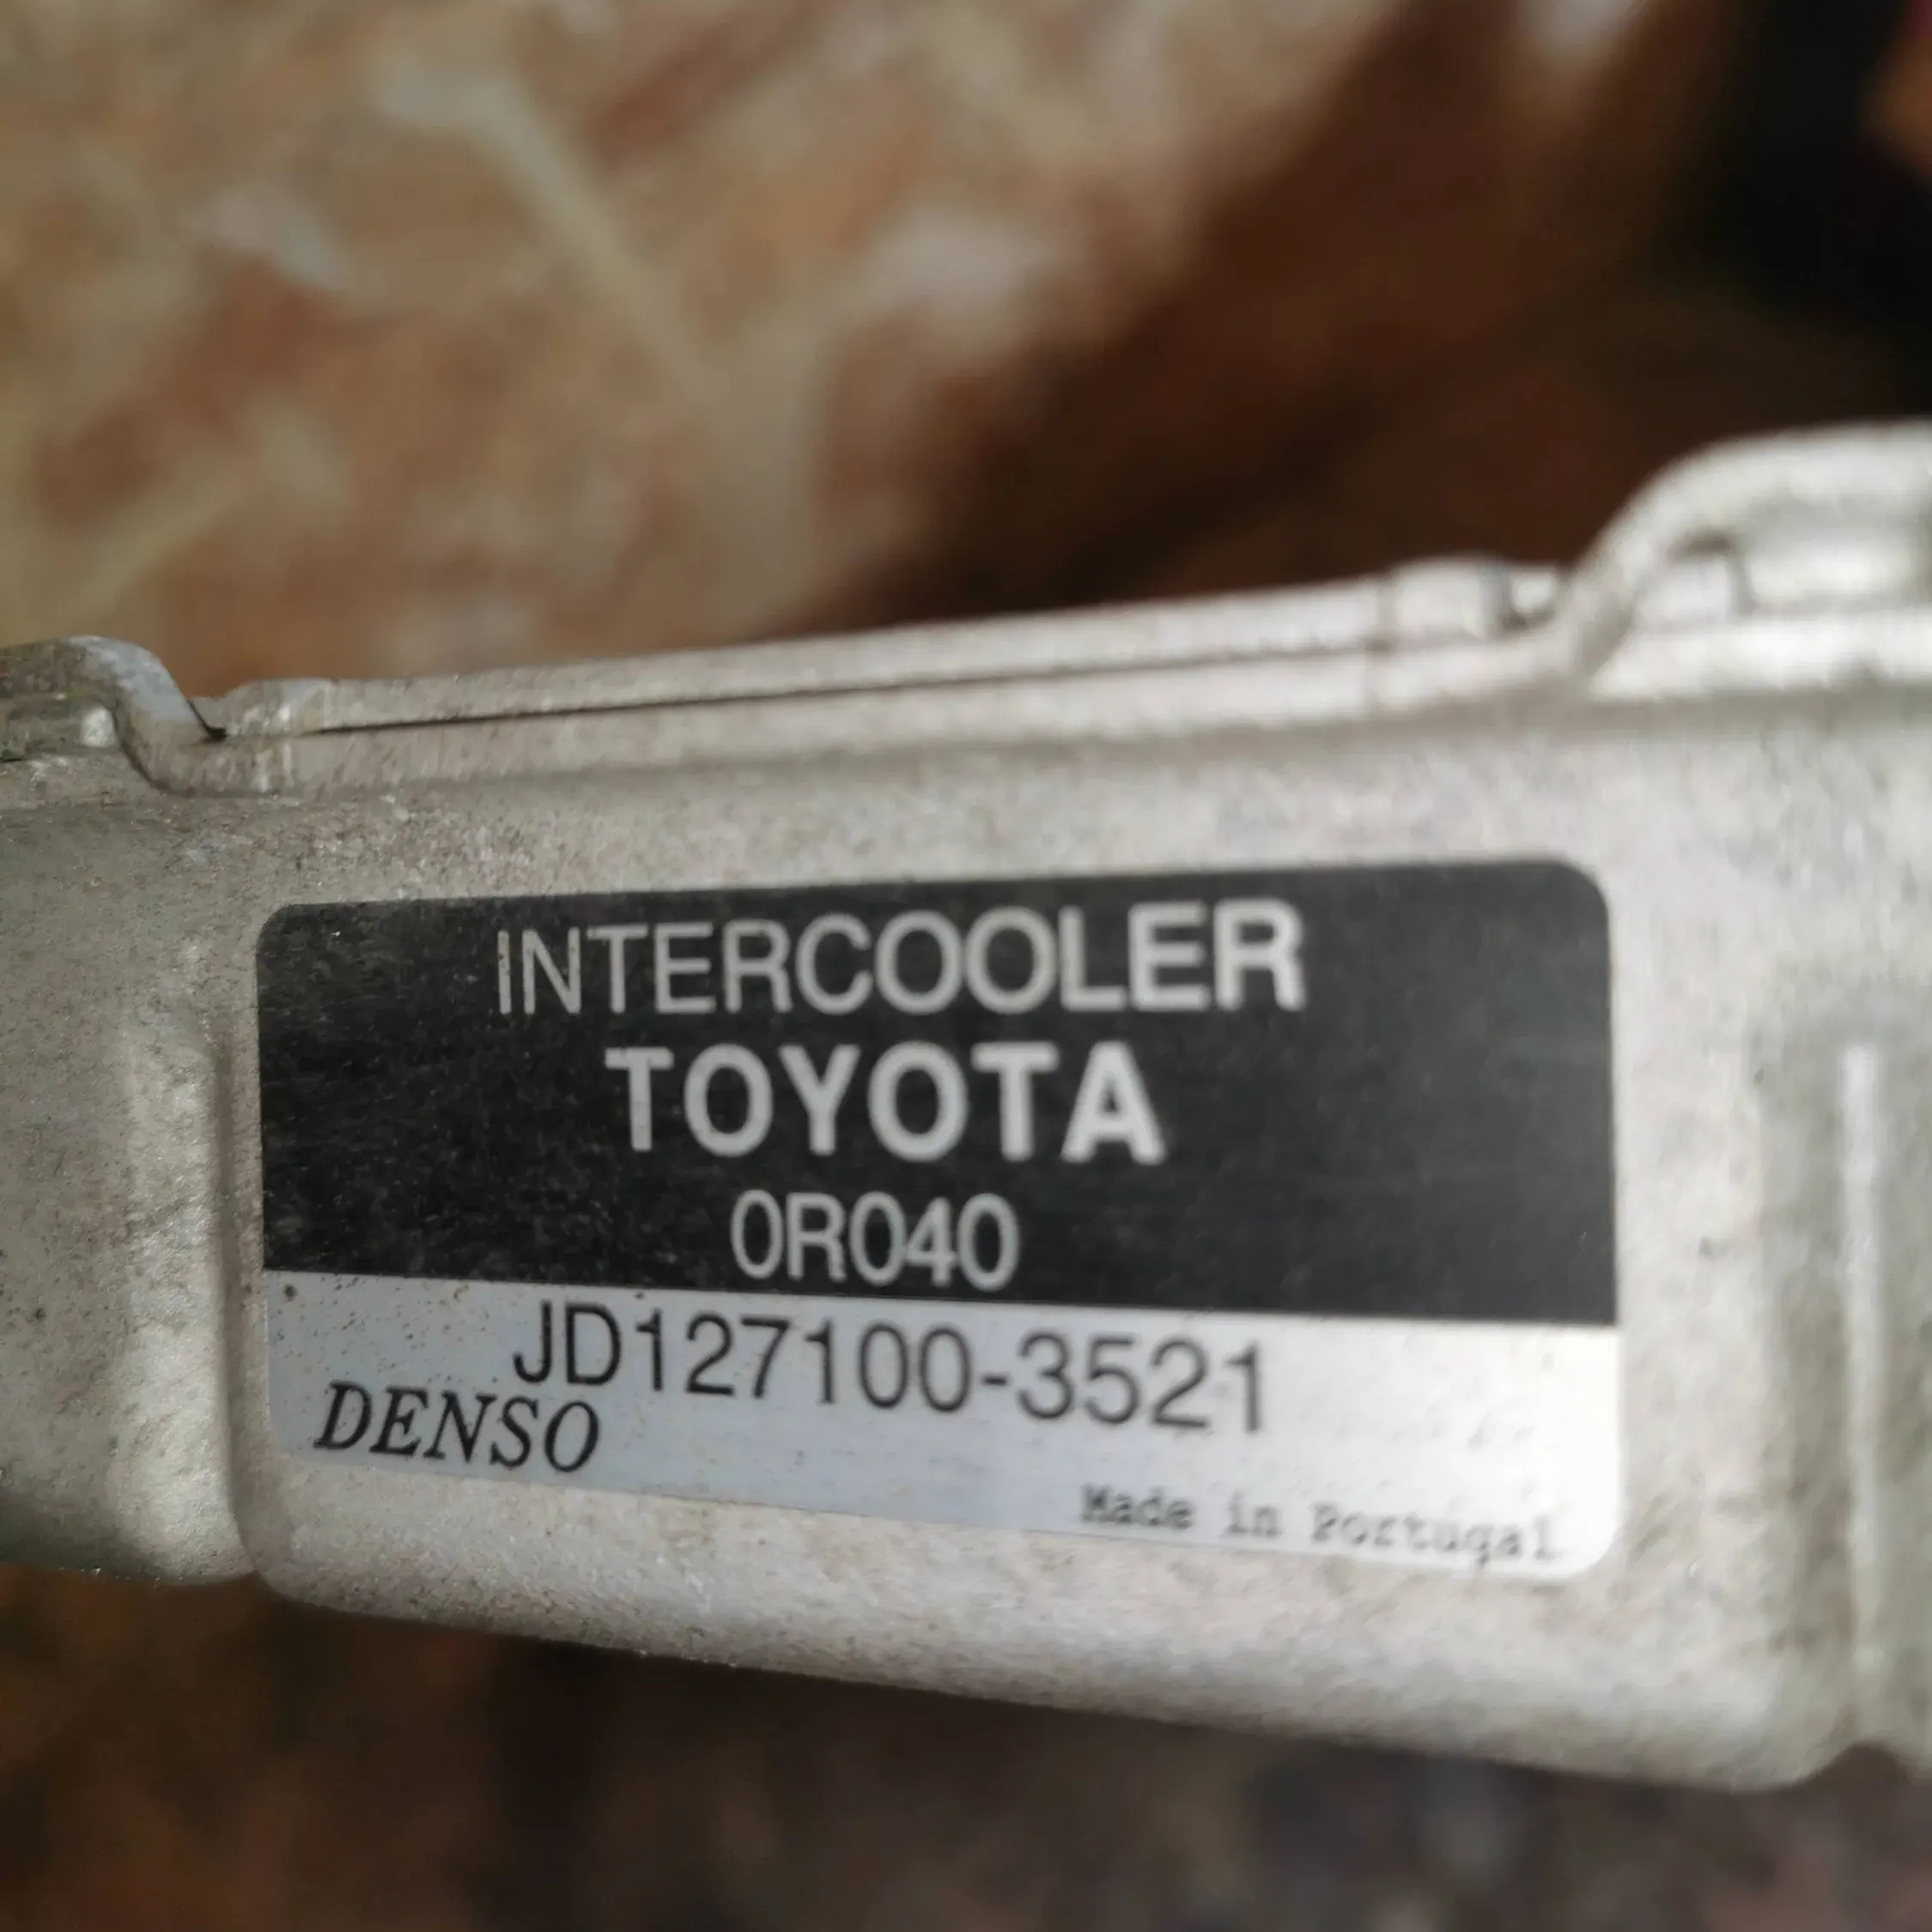 INTERCOOLER
TOYOTA
0R040
JD127100-3521
DENSO
Made in Portugal